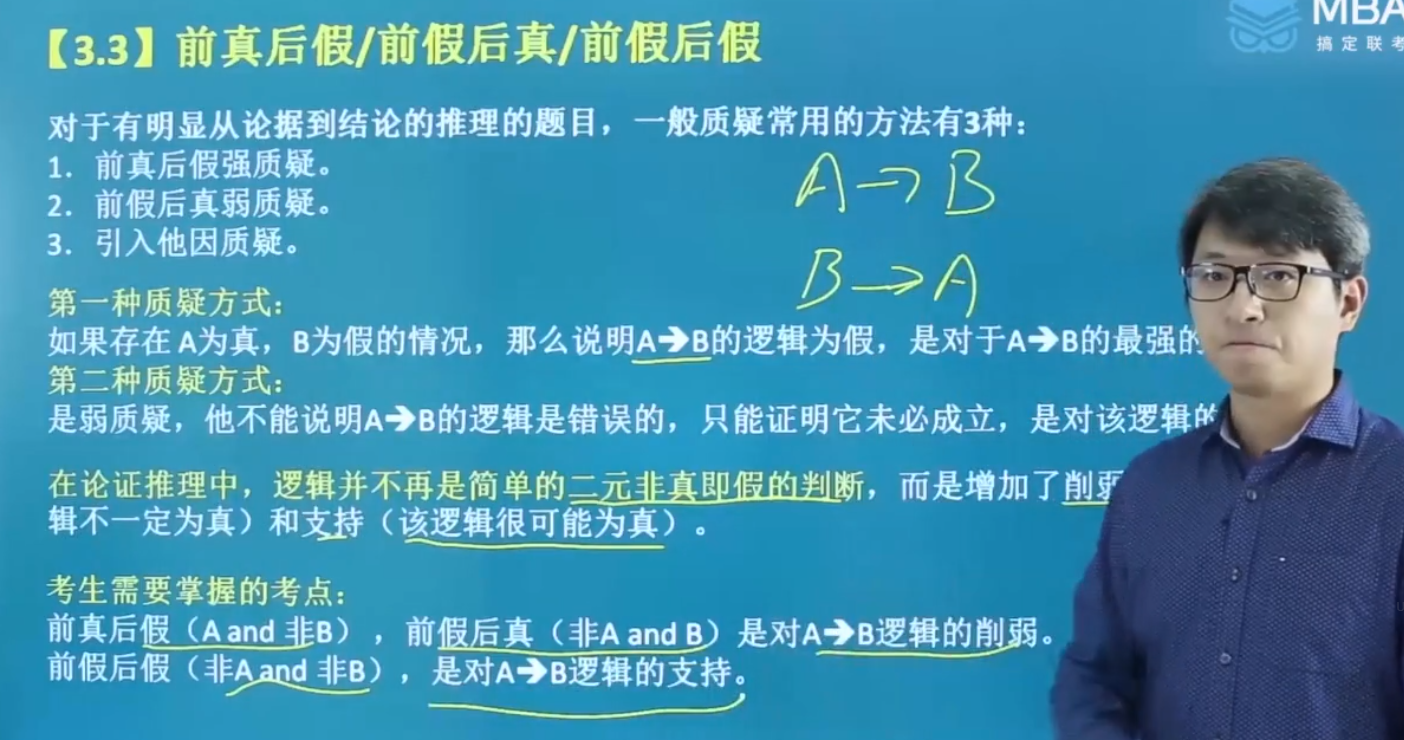 【3.3】前真后假/前假后真/前假后假
MBA
搞定联考
对于有明显从论据到结论的推理的题目，一般质疑常用的方法有3种：
1. 前真后假强质疑。
2. 前假后真弱质疑。
3. 引入他因质疑。
A→B
B→A
第一种质疑方式：
如果存在 A为真，B为假的情况，那么说明A→B的逻辑为假，是对于A→B的最强的
第二种质疑方式：
是弱质疑，他不能说明A→B的逻辑是错误的，只能证明它未必成立，是对该逻辑的
在论证推理中，逻辑并不再是简单的二元非真即假的判断，而是增加了削弱
辑不一定为真）和支持（该逻辑很可能为真）。
考生需要掌握的考点：
前真后假（A and 非B），前假后真（非A and B）是对A→B逻辑的削弱。
前假后假（非A and 非B），是对A→B逻辑的支持。